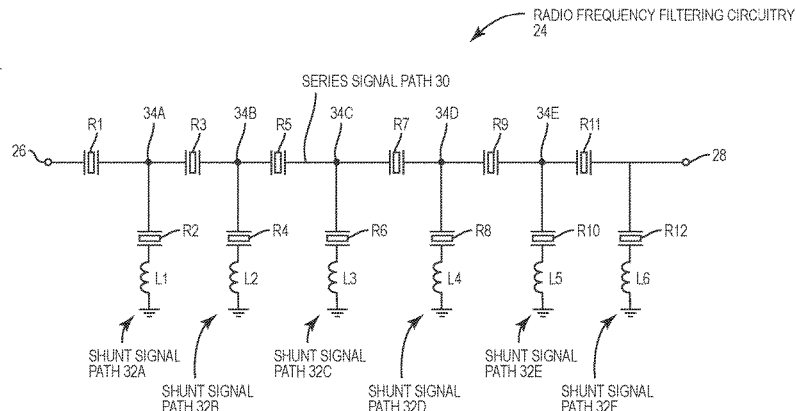 RADIO FREQUENCY FILTERING CIRCUITRY
24
SERIES SIGNAL PATH 30
34A
34B
34C
34D
34E
R1
R3
R5
R7
R9
R11
26
28
R2
R4
R6
R8
R10
R12
L1
L2
L3
L4
L5
L6
SHUNT SIGNAL
PATH 32A
SHUNT SIGNAL
PATH 32B
SHUNT SIGNAL
PATH 32C
SHUNT SIGNAL
PATH 32D
SHUNT SIGNAL
PATH 32E
SHUNT SIGNAL
PATH 32F